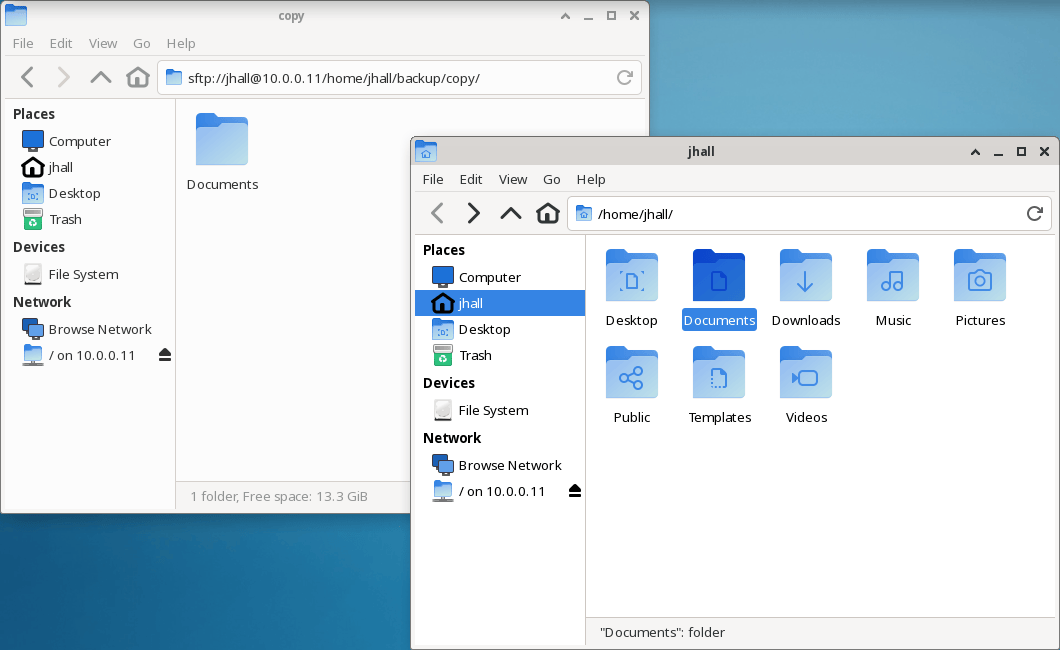 copy
File Edit View Go Help
sftp://jhall@10.0.0.11/home/jhall/backup/copy/
Places
Computer
jhall
Desktop
Trash
Devices
File System
Network
Browse Network
/ on 10.0.0.11
Documents
1 folder, Free space: 13.3 GiB
jhall
File Edit View Go Help
/home/jhall/
Places
Computer
jhall
Desktop
Trash
Devices
File System
Network
Browse Network
/ on 10.0.0.11
Desktop Documents Downloads Music Pictures
Public Templates Videos
"Documents": folder